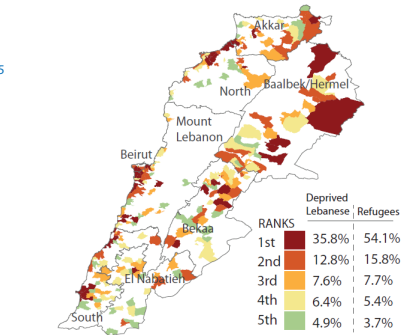 s
Akkar
North
Baalbek/Hermel
Mount
Lebanon
Beirut
Bekaa
El Nabatieh
South
Deprived
Lebanese Refugees
RANKS
1st 35.8% 54.1%
2nd 12.8% 15.8%
3rd 7.6% 7.7%
4th 6.4% 5.4%
5th 4.9% 3.7%